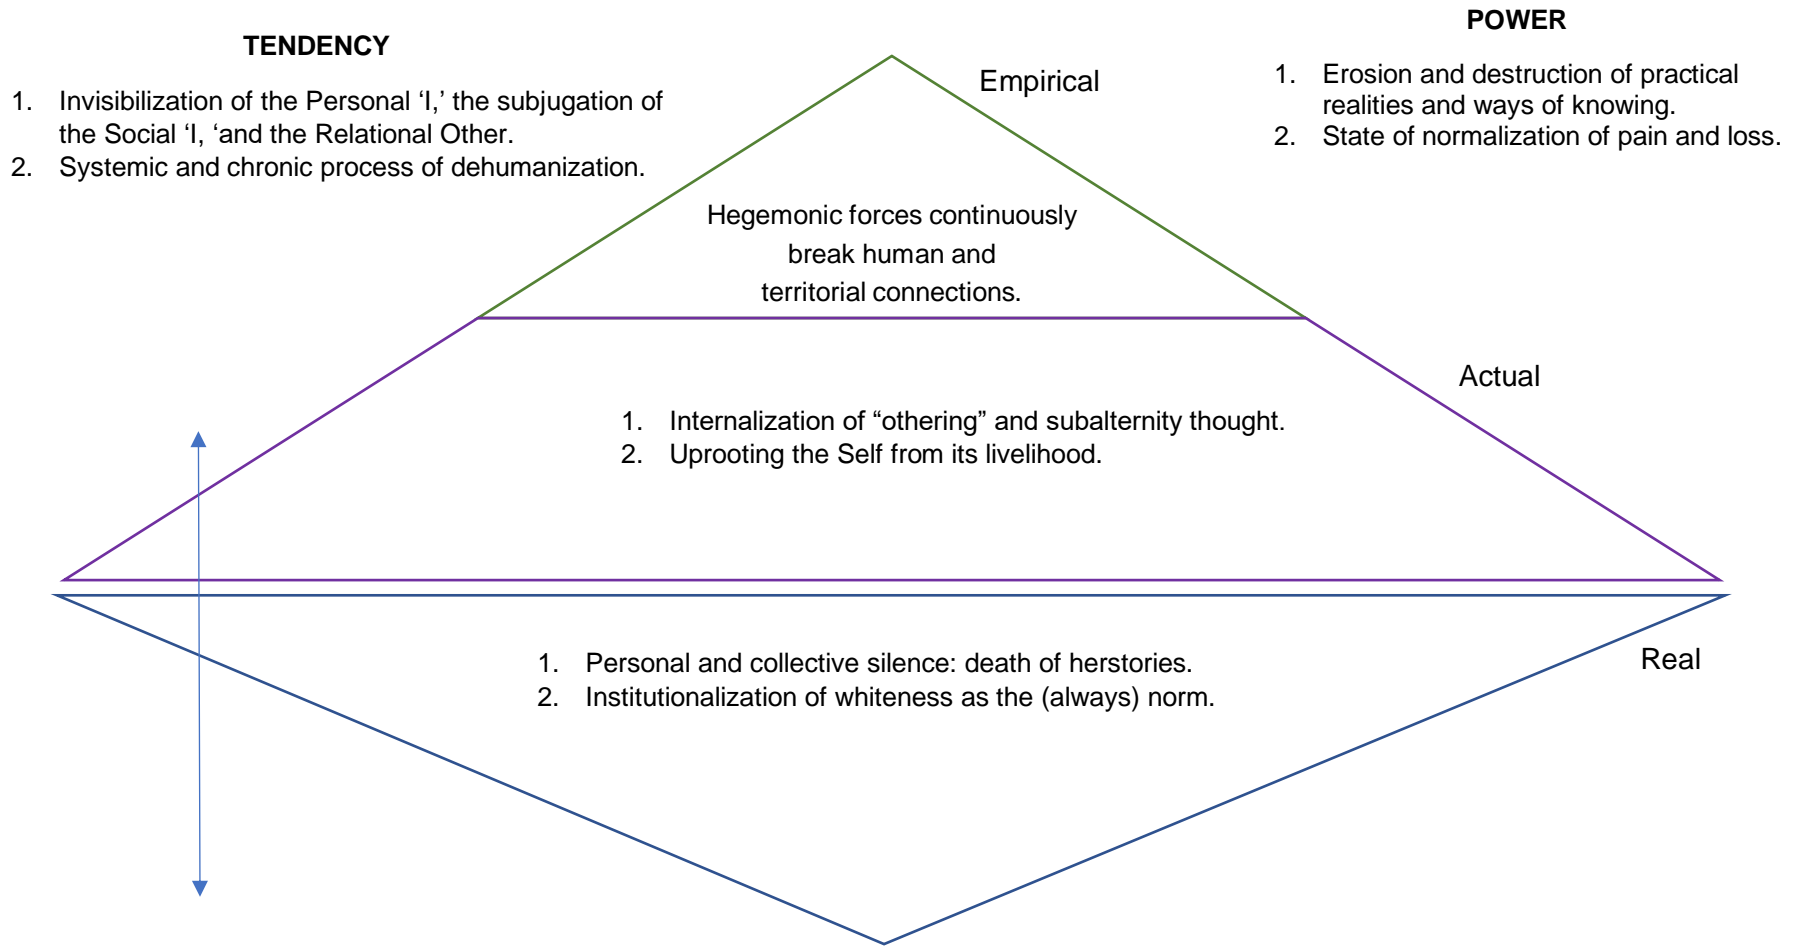 TENDENCY
1. Invisibilization of the Personal ‘I,’ the subjugation of
the Social ‘I, ‘and the Relational Other.
2. Systemic and chronic process of dehumanization.
POWER
1. Erosion and destruction of practical
realities and ways of knowing.
2. State of normalization of pain and loss.
Empirical
Hegemonic forces continuously
break human and
territorial connections.
Actual
1. Internalization of “othering” and subalternity thought.
2. Uprooting the Self from its livelihood.
Real
1. Personal and collective silence: death of herstories.
2. Institutionalization of whiteness as the (always) norm.